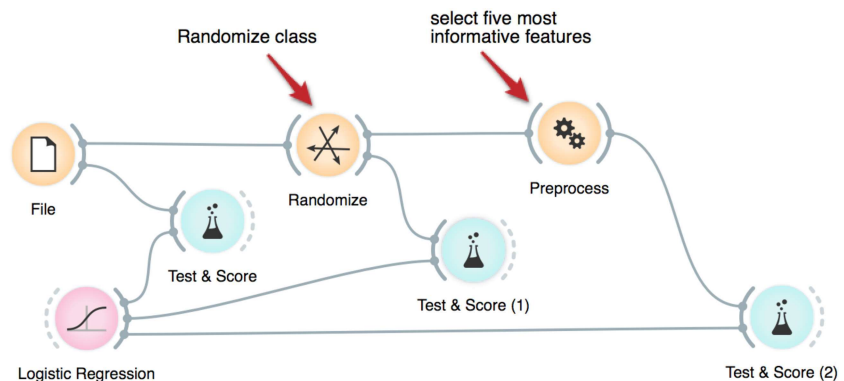 Randomize class
select five most
informative features
File
Randomize
Preprocess
Test & Score
Test & Score (1)
Logistic Regression
Test & Score (2)